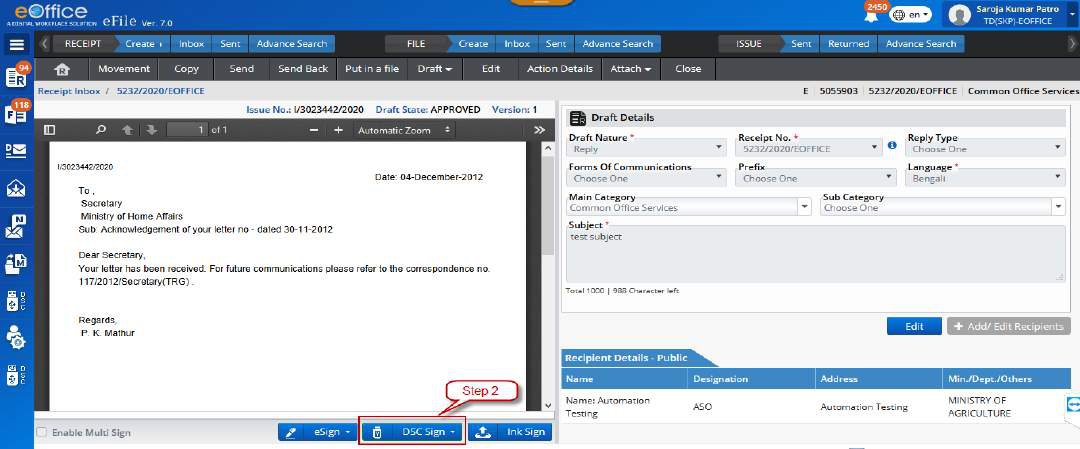 eOffice
A DIGITAL WORKPLACE SOLUTION eFile Ver. 7.0
2450
en
Saroja Kumar Patro
TD(SKP)-EOFFICE
RECEIPT Create Inbox Sent Advance Search FILE Create Inbox Sent Advance Search ISSUE Sent Returned Advance Search
Movement Copy Send Send Back Put in a file Draft Edit Action Details Attach Close
94
118
Receipt Inbox / 5232/2020/EOFFICE
E | 5055903 | 5232/2020/EOFFICE | Common Office Services
Issue No.: I/3023442/2020 Draft State: APPROVED Version: 1
1 of 1 Automatic Zoom
I/3023442/2020
Date: 04-December-2012
To ,
Secretary
Ministry of Home Affairs
Sub: Acknowledgement of your letter no - dated 30-11-2012
Dear Secretary,
Your letter has been received. For future communications please refer to the correspondence no.
117/2012/Secretary(TRG) .
Regards,
P. K. Mathur
Step 2
Enable Multi Sign
eSign
DSC Sign
Ink Sign
DSC
DSC
Draft Details
Draft Nature * Receipt No. * Reply Type
Reply 5232/2020/EOFFICE Choose One
Forms Of Communications Prefix Language *
Choose One Choose One Bengali
Main Category Sub Category
Common Office Services Choose One
Subject *
test subject
Total 1000 | 988 Character left
Edit + Add/ Edit Recipients
Recipient Details - Public
Name Designation Address Min./Dept./Others
Name: Automation Testing ASO Automation Testing MINISTRY OF AGRICULTURE